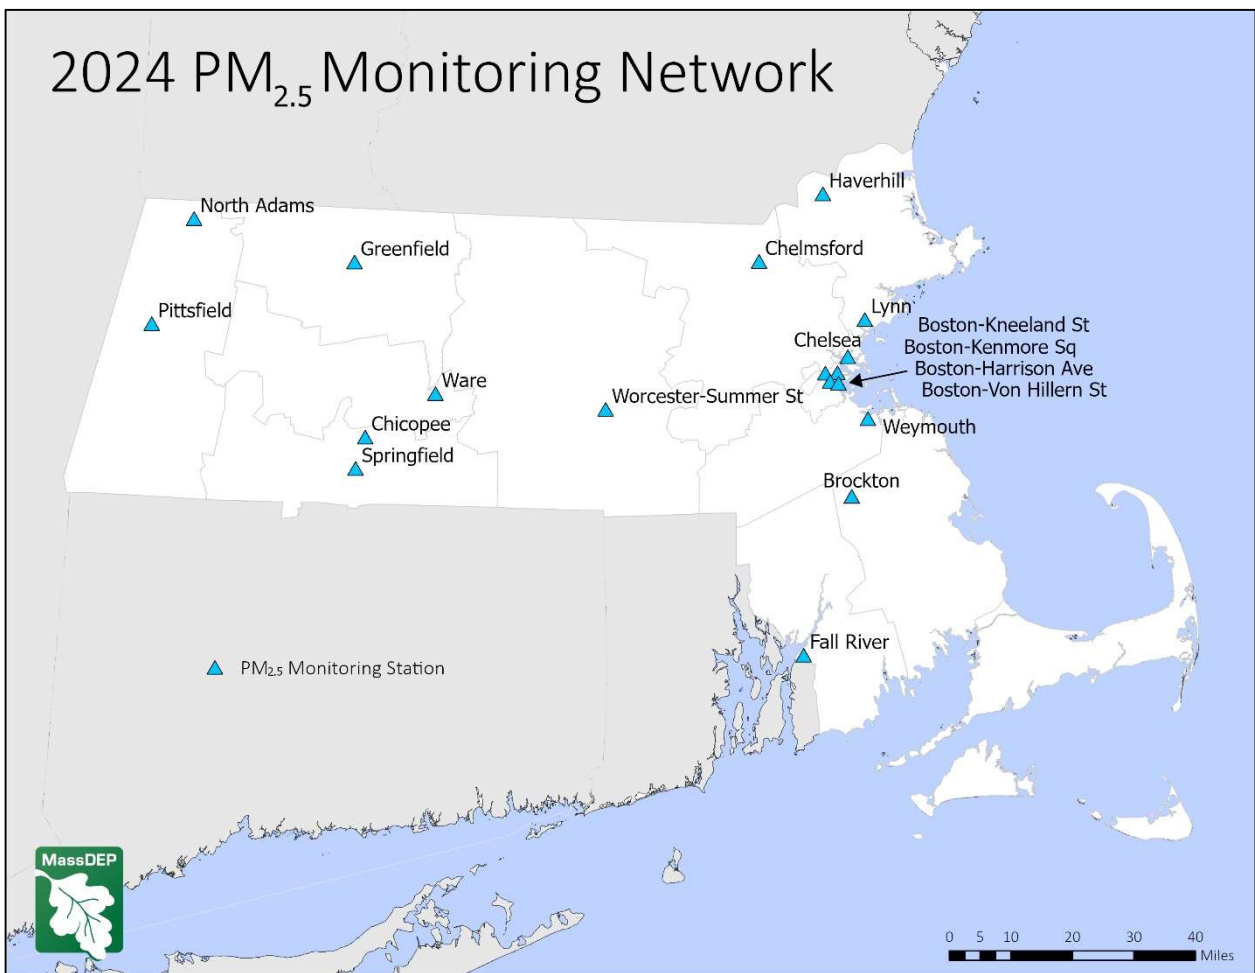 2024 PM2.5 Monitoring Network
Haverhill
North Adams
Greenfield
Chelmsford
Pittsfield
Lynn
Boston-Kneeland St
Chelsea
Boston-Kenmore Sq
Boston-Harrison Ave
Ware
Boston-Von Hillern St
Worcester-Summer St
Chicopee
Weymouth
Springfield
Brockton
Fall River
PM2.5 Monitoring Station
MassDEP
0 5 10 20 30 40
Miles